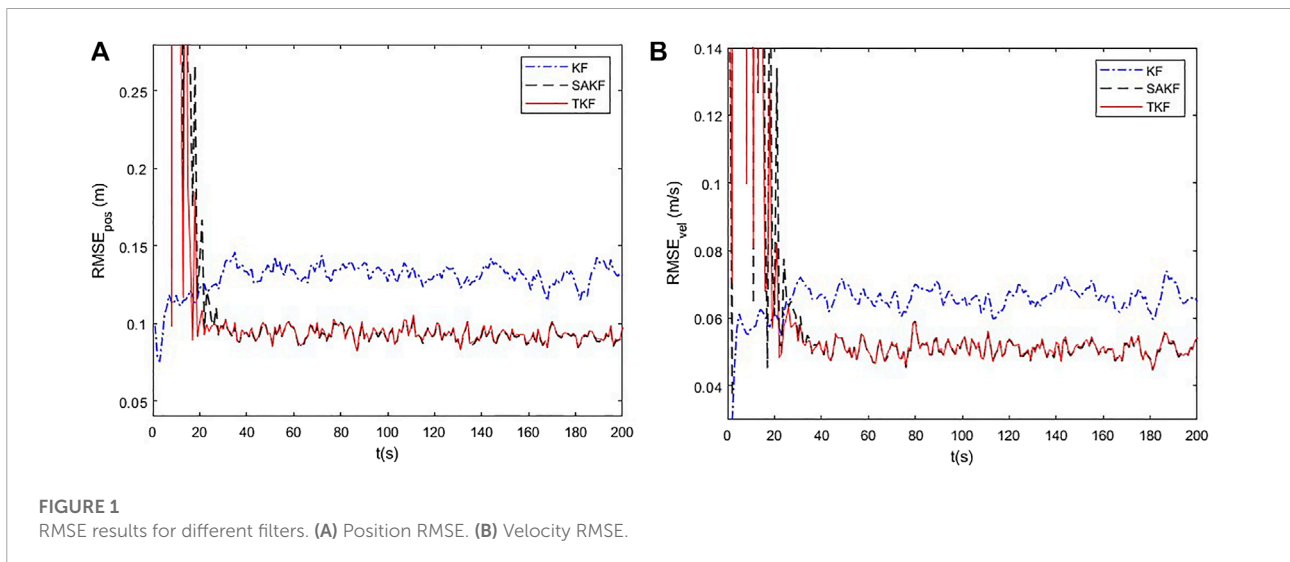 A
RMSE_pos (m)
0.25
0.2
0.15
0.1
0.05
KF
SAKF
TKF
0 20 40 60 80 100 120 140 160 180 200
t(s)
B
RMSE_vel (m/s)
0.14
0.12
0.1
0.08
0.06
0.04
KF
SAKF
TKF
0 20 40 60 80 100 120 140 160 180 200
t(s)
FIGURE 1
RMSE results for different filters. (A) Position RMSE. (B) Velocity RMSE.